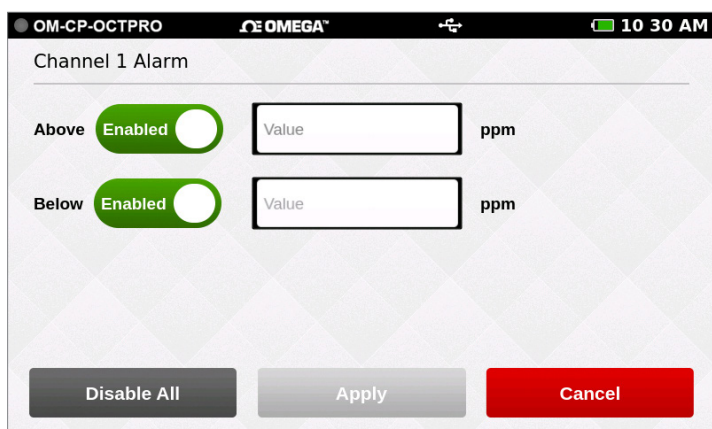 OM-CP-OCTPRO ΩE OMEGA™ 10 30 AM
Channel 1 Alarm
Above Enabled Value ppm
Below Enabled Value ppm
Disable All Apply Cancel